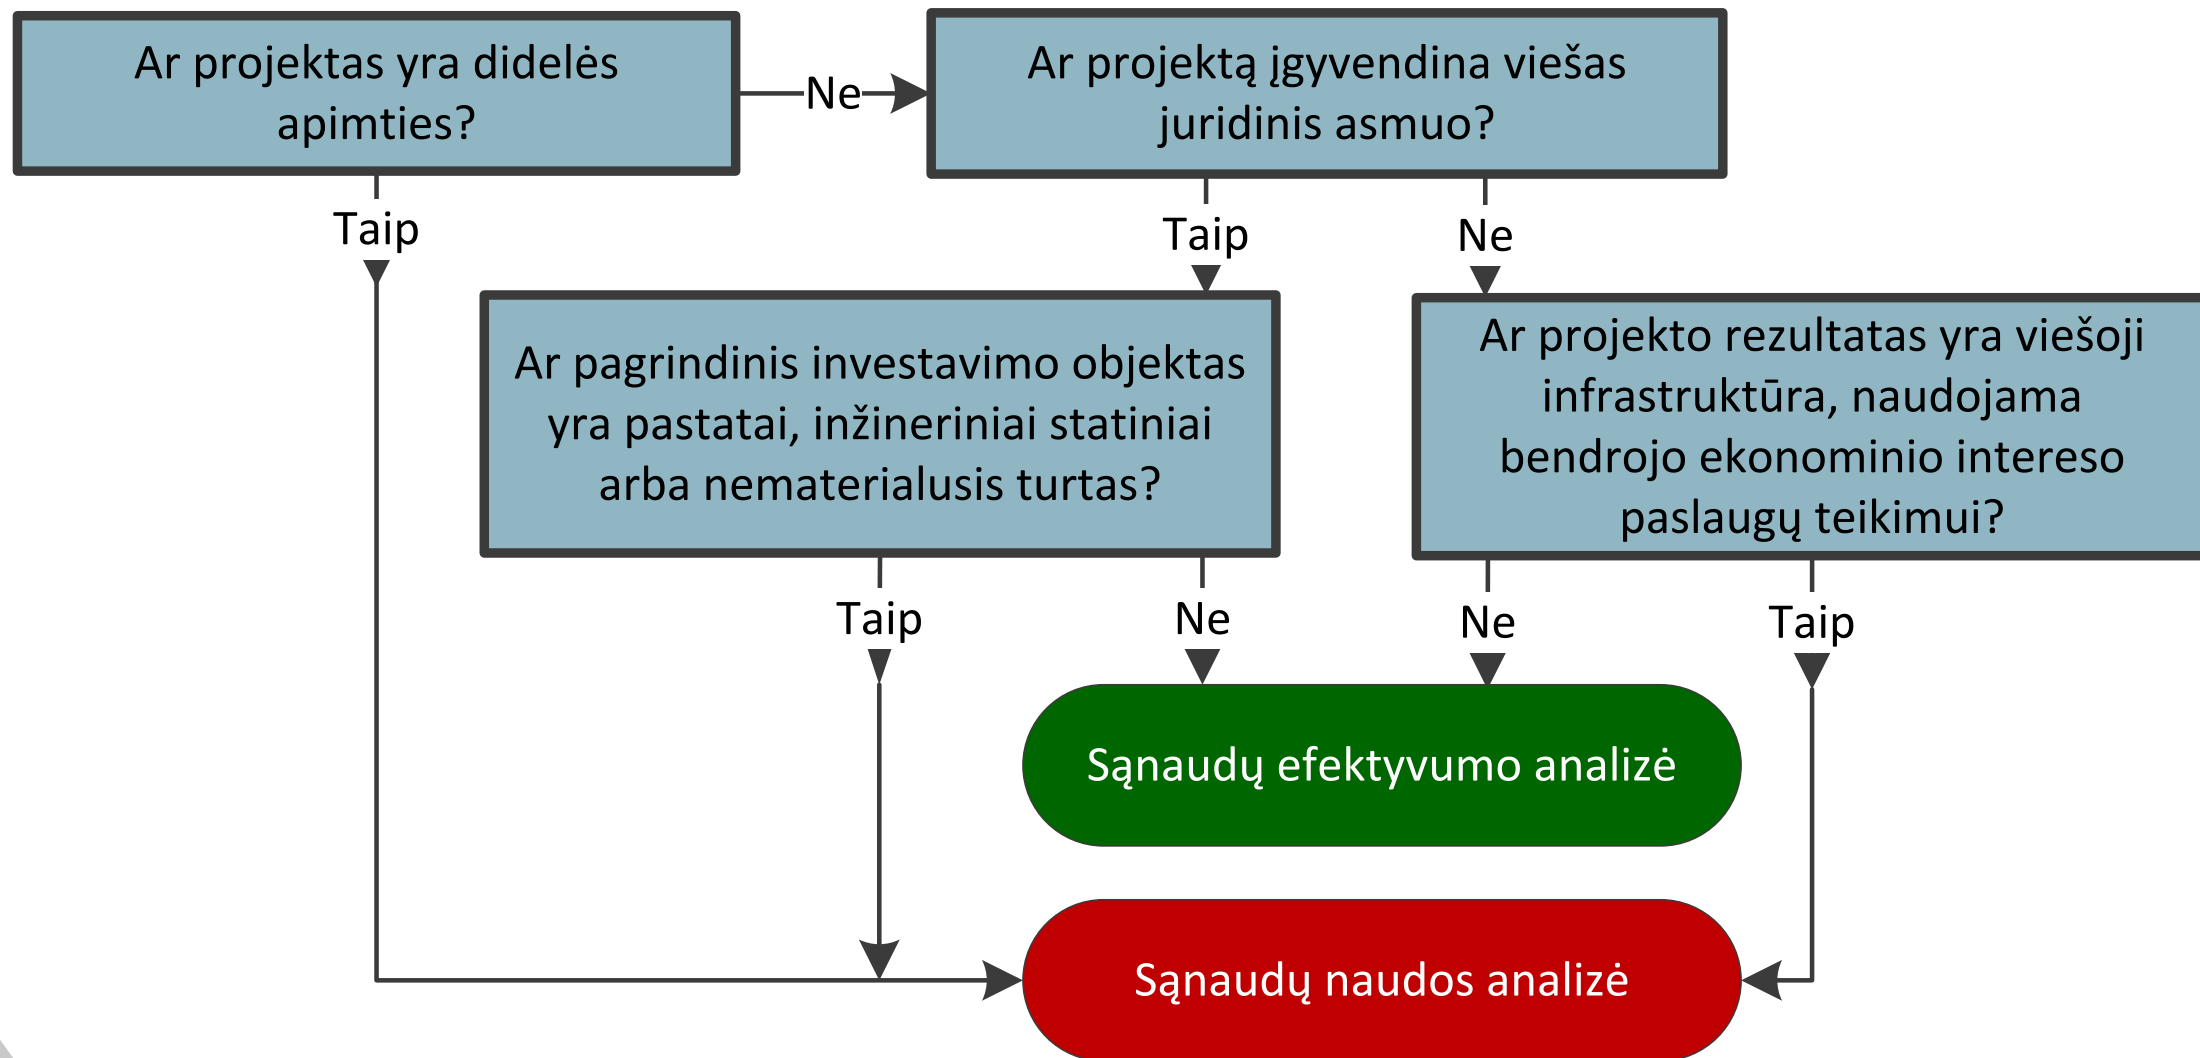 Ar projektas yra didelės
apimties?
Ne
Ar projektą įgyvendina viešas
juridinis asmuo?
Taip
Taip
Ne
Ar pagrindinis investavimo objektas
yra pastatai, inžineriniai statiniai
arba nematerialusis turtas?
Ar projekto rezultatas yra viešoji
infrastruktūra, naudojama
bendrojo ekonominio intereso
paslaugų teikimui?
Taip
Ne
Ne
Taip
Sąnaudų efektyvumo analizė
Sąnaudų naudos analizė